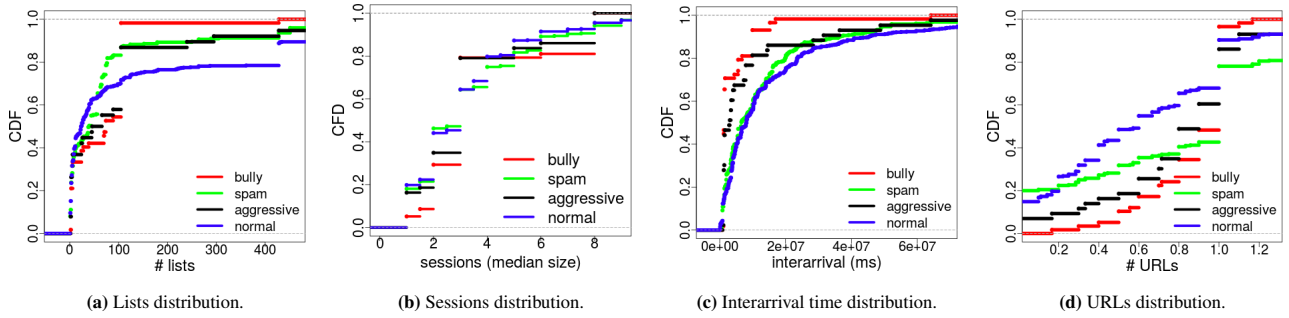 CDF
0.0 0.2 0.4 0.6 0.8 1.0
bully
spam
aggressive
normal
0 50 100 200 300 400
# lists
(a) Lists distribution.
CFD
0.0 0.2 0.4 0.6 0.8 1.0
bully
spam
aggressive
normal
0 2 4 6 8
sessions (median size)
(b) Sessions distribution.
CDF
0.0 0.2 0.4 0.6 0.8 1.0
bully
spam
aggressive
normal
0e+00 2e+07 4e+07 6e+07
interarrival (ms)
(c) Interarrival time distribution.
CDF
0.0 0.2 0.4 0.6 0.8 1.0
bully
spam
aggressive
normal
0.2 0.4 0.6 0.8 1.0 1.2
# URLs
(d) URLs distribution.